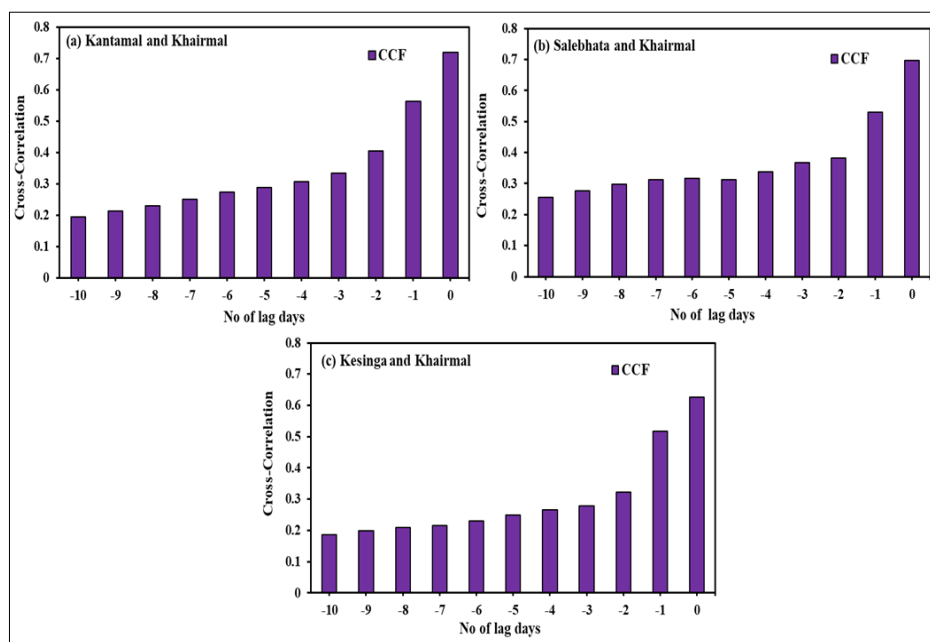 (a) Kantamal and Khairmal
CCF
Cross-Correlation
0.8
0.7
0.6
0.5
0.4
0.3
0.2
0.1
0
-10 -9 -8 -7 -6 -5 -4 -3 -2 -1 0
No of lag days
(b) Salebhata and Khairmal
CCF
Cross-Correlation
0.8
0.7
0.6
0.5
0.4
0.3
0.2
0.1
0
-10 -9 -8 -7 -6 -5 -4 -3 -2 -1 0
No of lag days
(c) Kesinga and Khairmal
CCF
Cross-Correlation
0.8
0.7
0.6
0.5
0.4
0.3
0.2
0.1
0
-10 -9 -8 -7 -6 -5 -4 -3 -2 -1 0
No of lag days